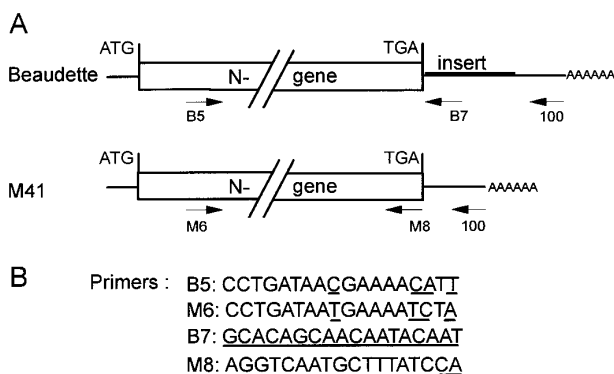 A
ATG TGA
Beaudette N- gene insert AAAAAA
B5 B7 100
ATG TGA
M41 N- gene AAAAAA
M6 M8 100
B
Primers : B5: CCTGATAACGAAAACATT
M6: CCTGATAATGAAAATCTA
B7: GCACAGCAACAATACAAT
M8: AGGTCAATGCTTTATCCA